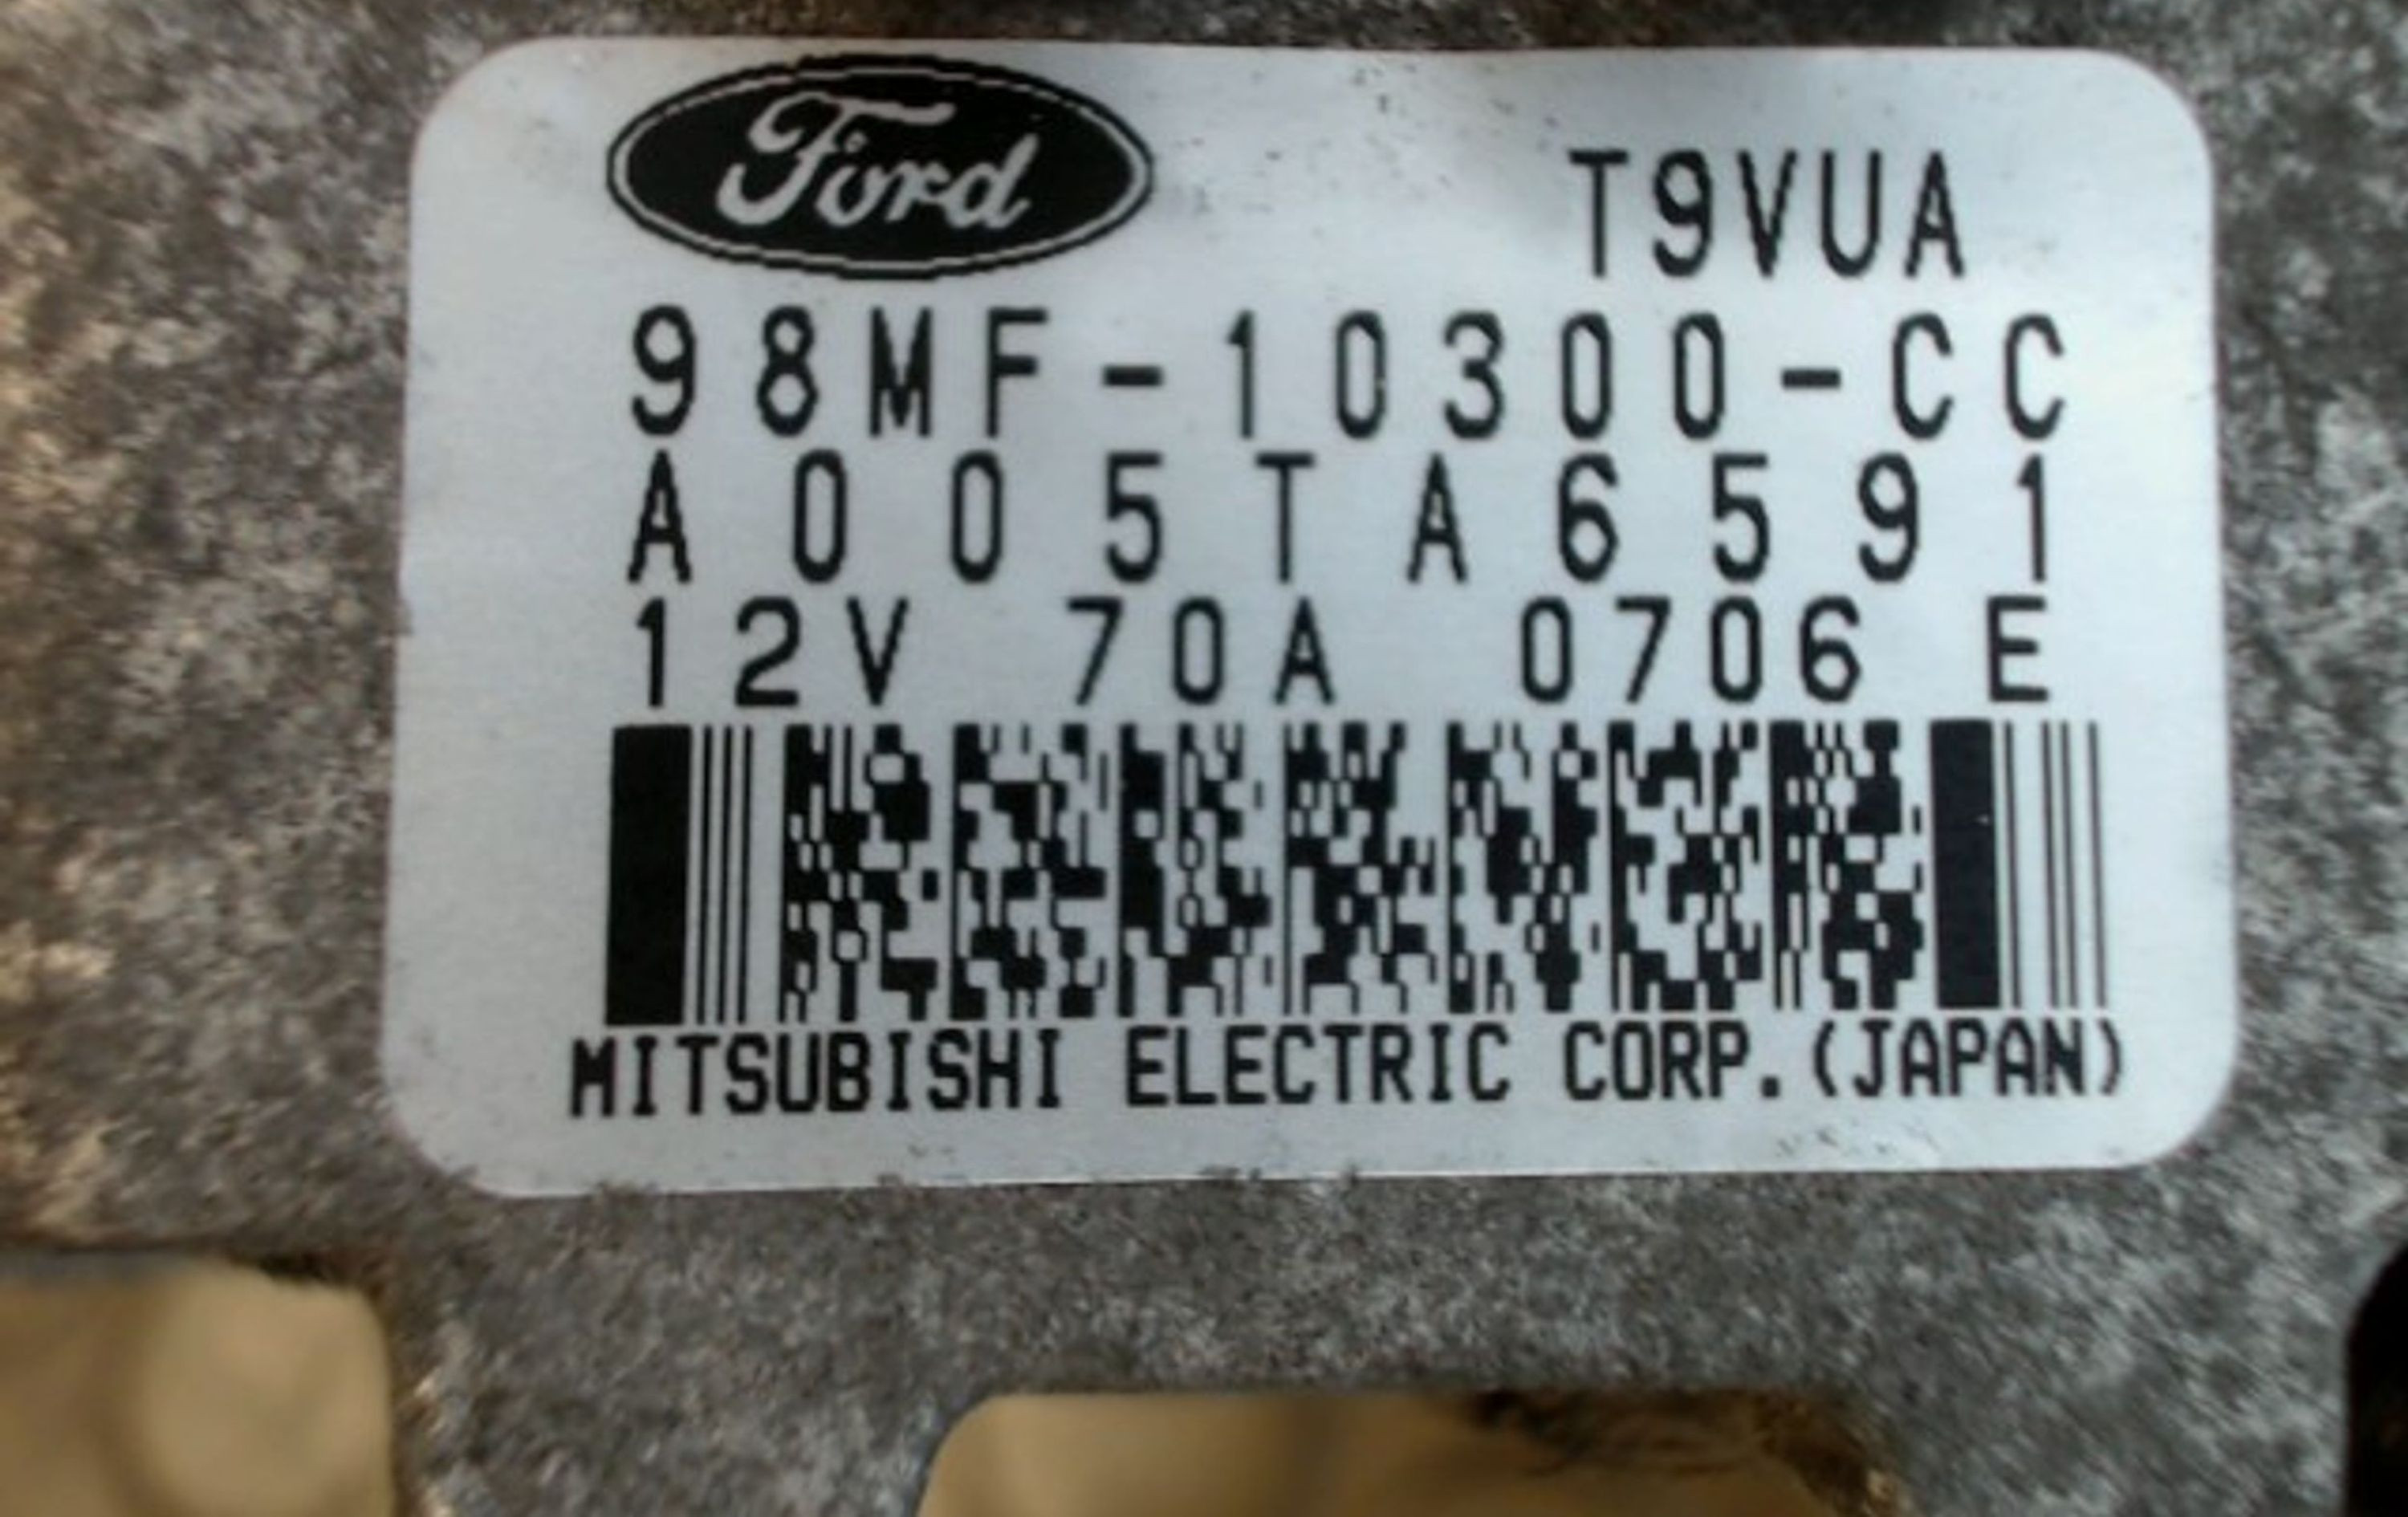 Ford T9VUA
98MF-10300-CC
A005TA6591
12V 70A 0706 E
MITSUBISHI ELECTRIC CORP.(JAPAN)